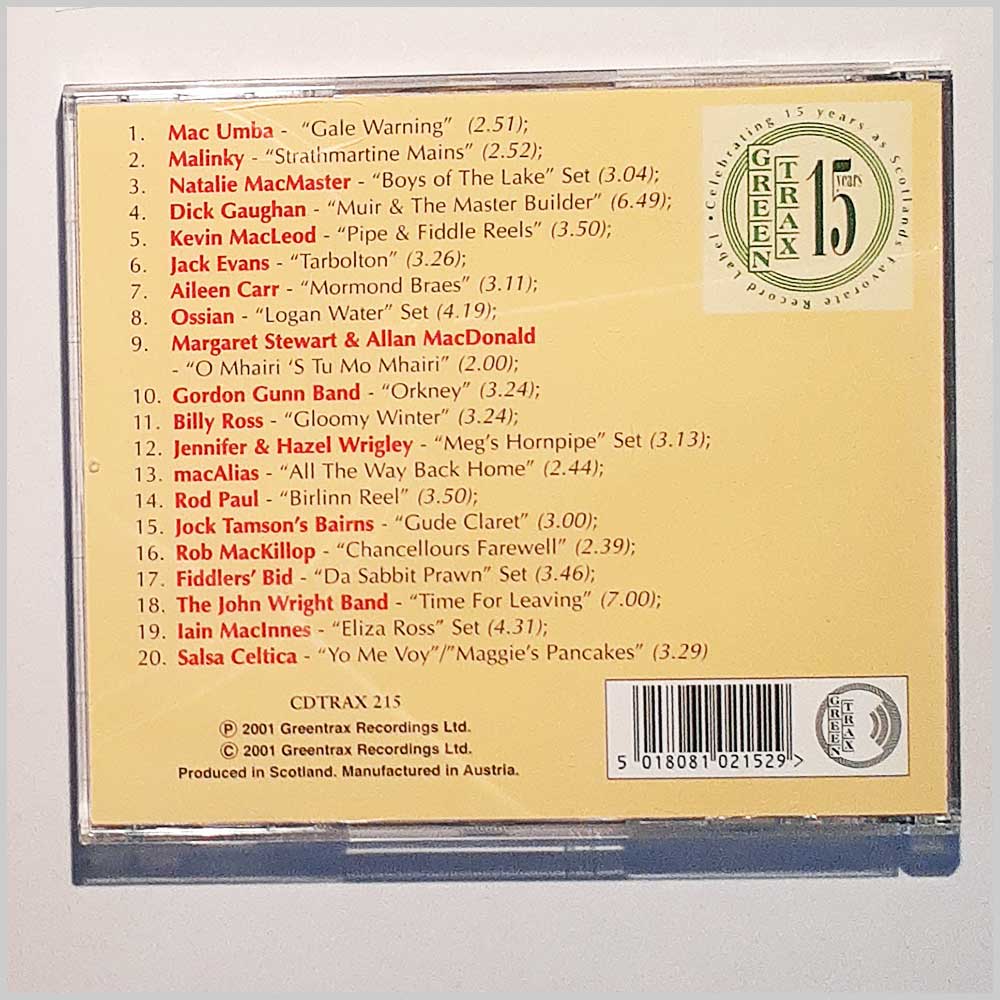 1. Mac Umba - “Gale Warning” (2.51);
2. Malinky - “Strathmartine Mains” (2.52);
3. Natalie MacMaster - “Boys of The Lake” Set (3.04);
4. Dick Gaughan - “Muir & The Master Builder” (6.49);
5. Kevin MacLeod - “Pipe & Fiddle Reels” (3.50);
6. Jack Evans - “Tarbolton” (3.26);
7. Aileen Carr - “Mormond Braes” (3.11);
8. Ossian - “Logan Water” Set (4.19);
9. Margaret Stewart & Allan MacDonald
- “O Mhairi ‘S Tu Mo Mhairi” (2.00);
10. Gordon Gunn Band - “Orkney” (3.24);
11. Billy Ross - “Gloomy Winter” (3.24);
12. Jennifer & Hazel Wrigley - “Meg’s Hornpipe” Set (3.13);
13. macAlias - “All The Way Back Home” (2.44);
14. Rod Paul - “Birlinn Reel” (3.50);
15. Jock Tamson’s Bairns - “Gude Claret” (3.00);
16. Rob MacKillop - “Chancellours Farewell” (2.39);
17. Fiddlers’ Bid - “Da Sabbit Prawn” Set (3.46);
18. The John Wright Band - “Time For Leaving” (7.00);
19. Iain MacInnes - “Eliza Ross” Set (4.31);
20. Salsa Celtica - “Yo Me Voy”/”Maggie’s Pancakes” (3.29)
•Celebrating 15 years as Scotlands Favorate Record Label
GREEN
TRAX
15
years
CDTRAX 215
℗ 2001 Greentrax Recordings Ltd.
© 2001 Greentrax Recordings Ltd.
Produced in Scotland. Manufactured in Austria.
5 018081 021529>
GREEN
TRAX